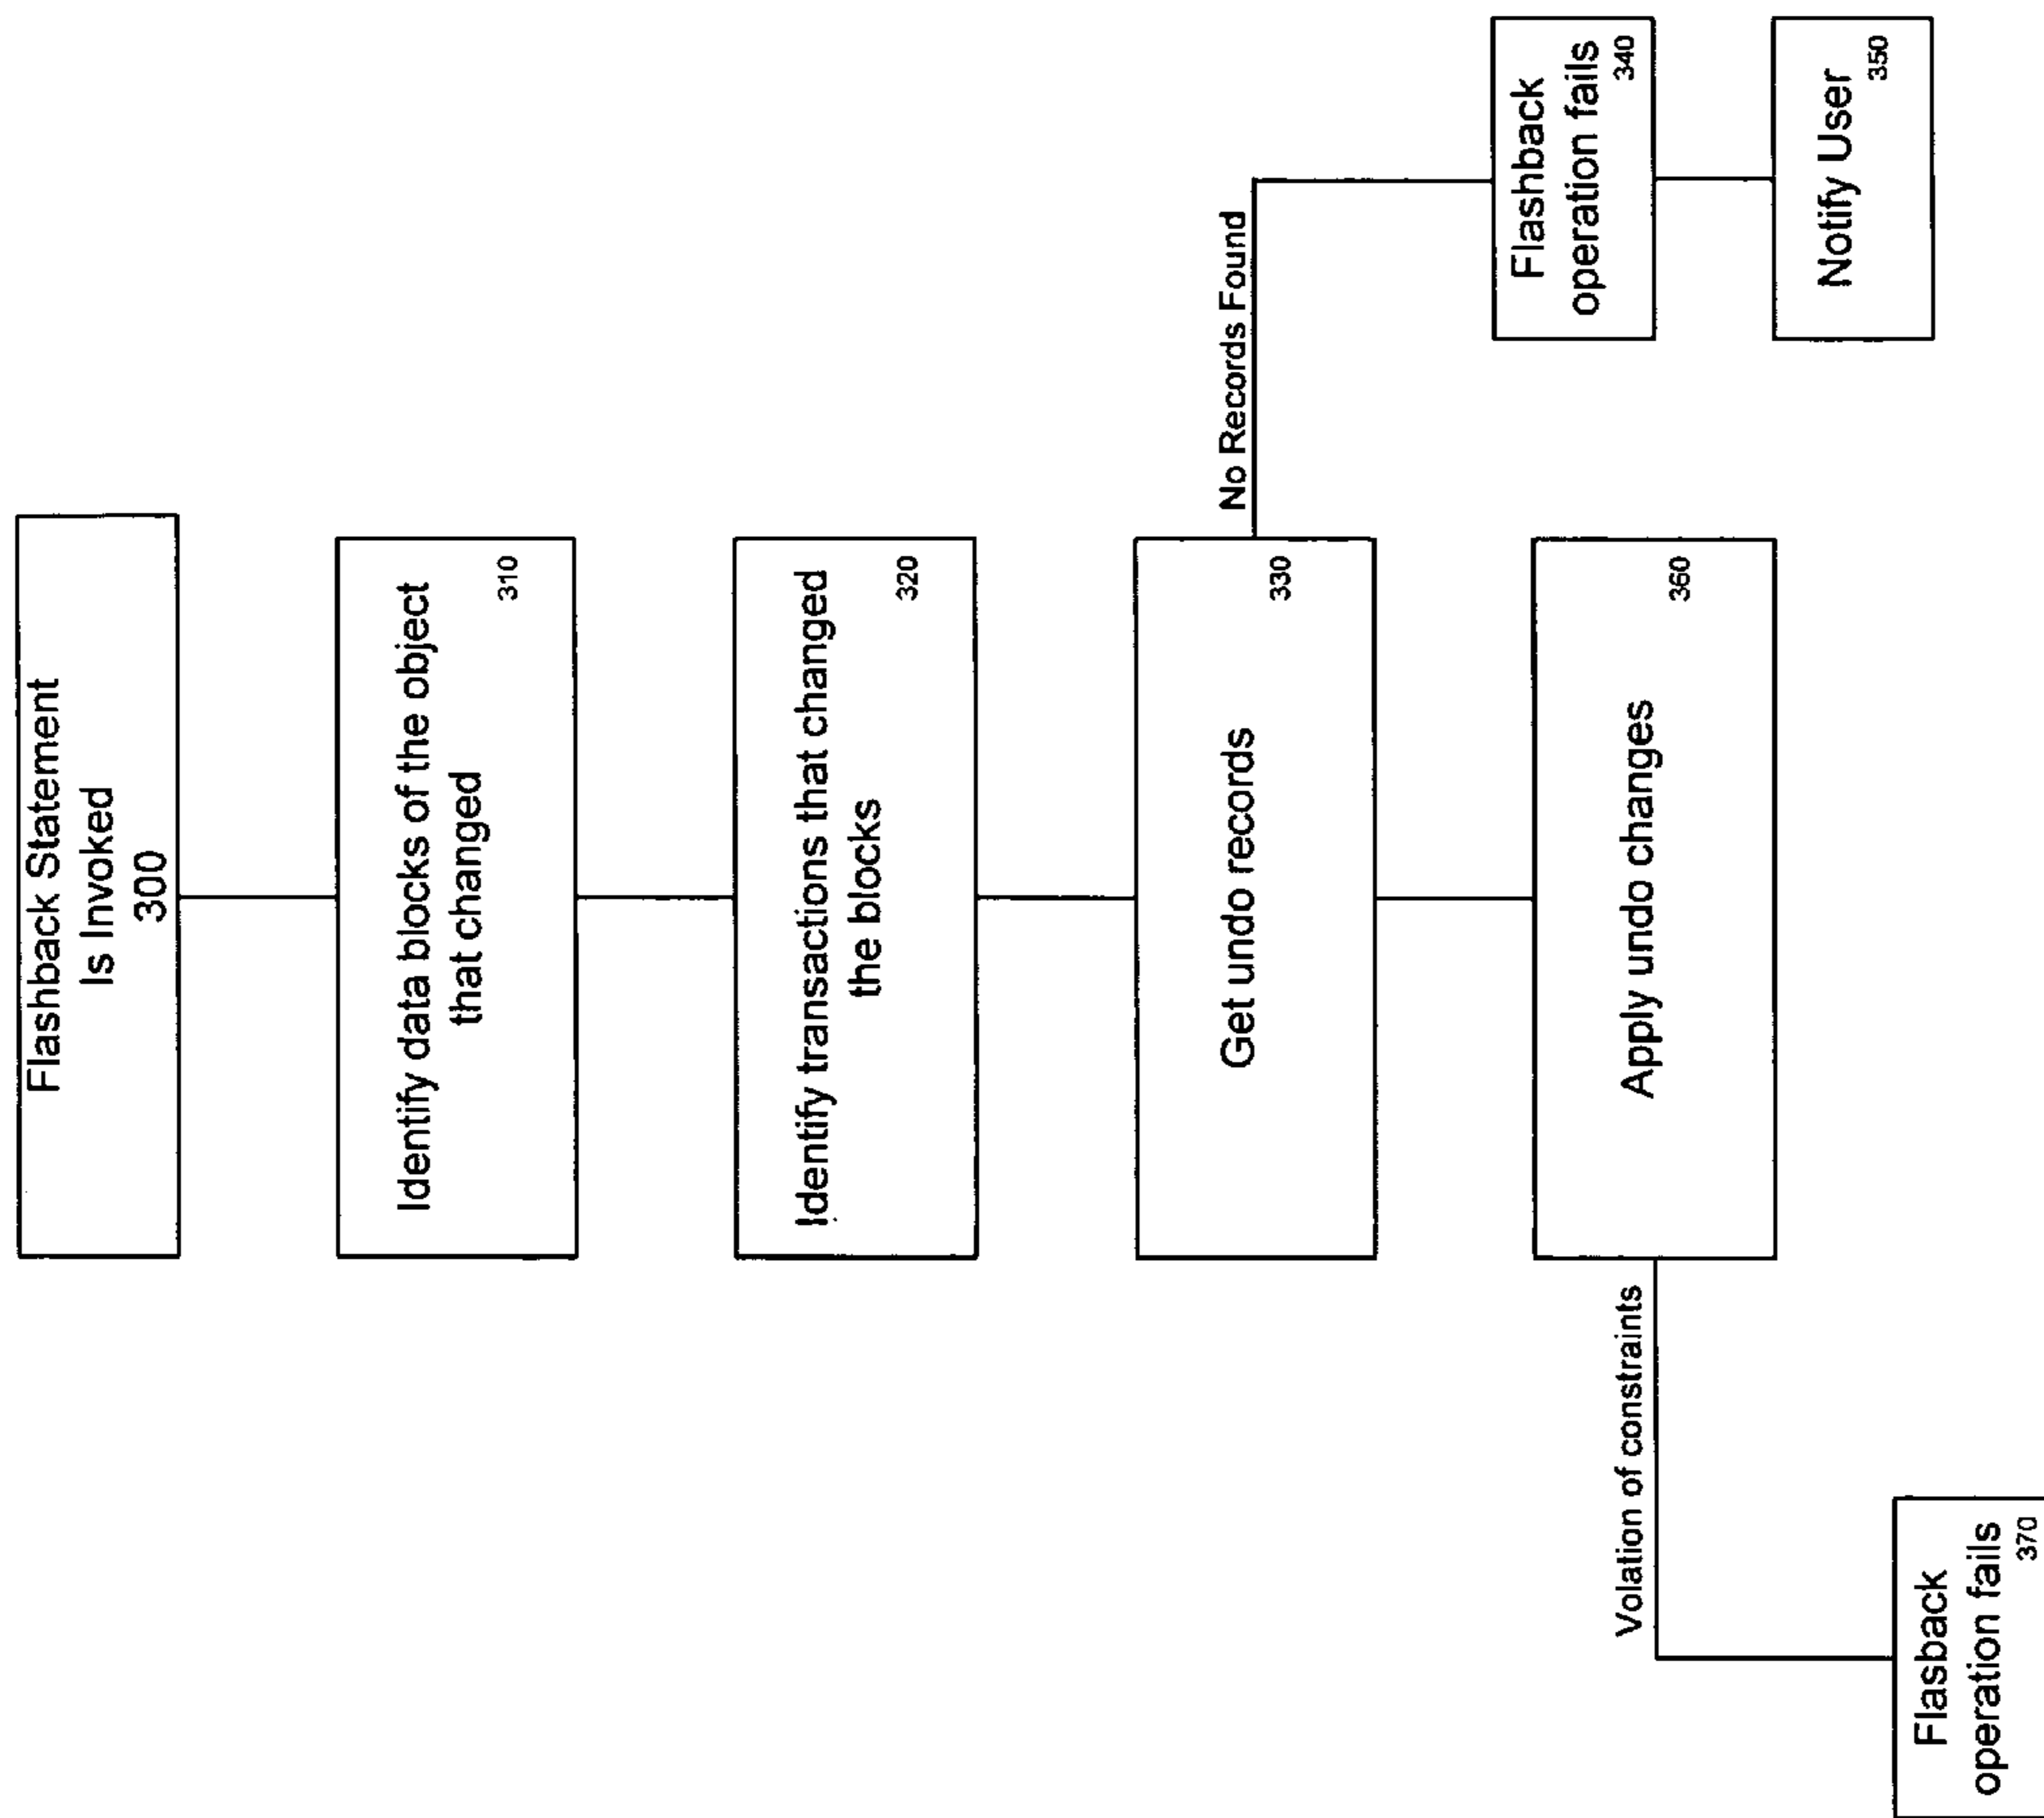 Flashback Statement
Is Invoked
300
Identify data blocks of the object
that changed
310
Identify transactions that changed
the blocks
320
Get undo records
330
No Records Found
Flashback
operation fails
340
Notify User
350
Apply undo changes
360
Volation of constraints
Flasback
operation fails
370